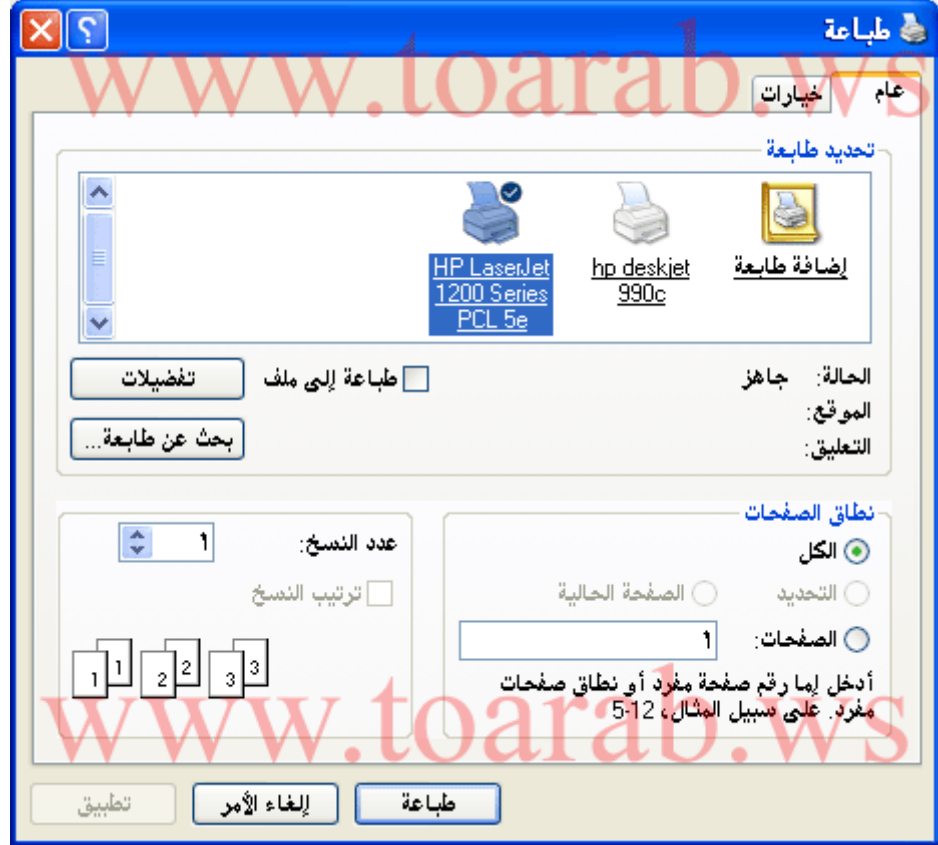 طباعة
www.toarab.ws
عام
خيارات
تحديد طابعة
إضافة طابعة
hp deskjet
990c
HP LaserJet
1200 Series
PCL 5e
الحالة: جاهز
طباعة إلى ملف
تفضيلات
الموقع:
التعليق:
بحث عن طابعة...
نطاق الصفحات
الكل
التحديد
الصفحة الحالية
الصفحات: ١
أدخل إما رقم صفحة مفرد أو نطاق صفحات
مفرد. على سبيل المثال، 12-5
عدد النسخ: ١
ترتيب النسخ
1 1 2 2 3 3
www.toarab.ws
طباعة
إلغاء الأمر
تطبيق